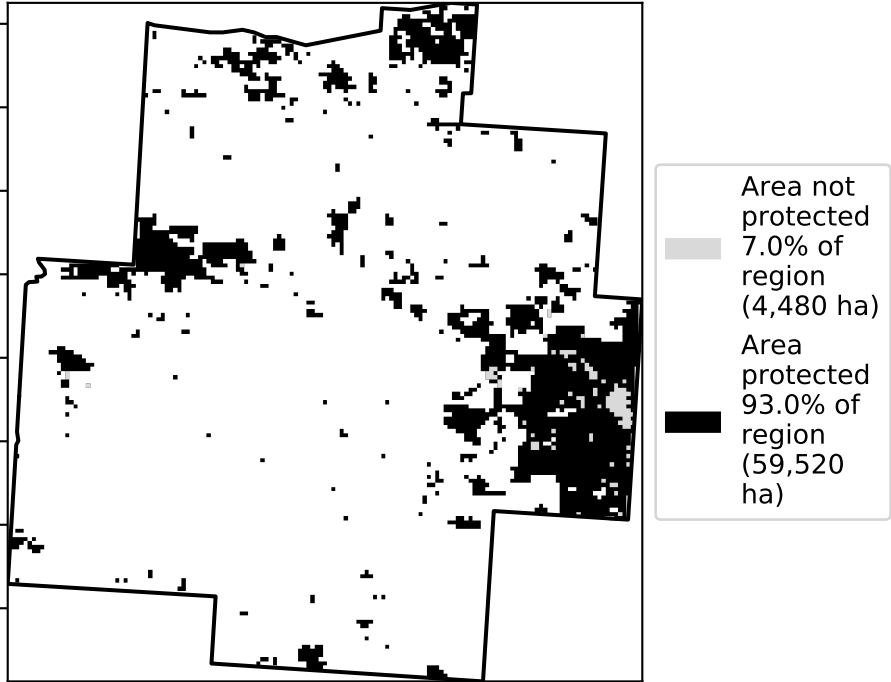 Area not
protected
7.0% of
region
(4,480 ha)
Area
protected
93.0% of
region
(59,520
ha)